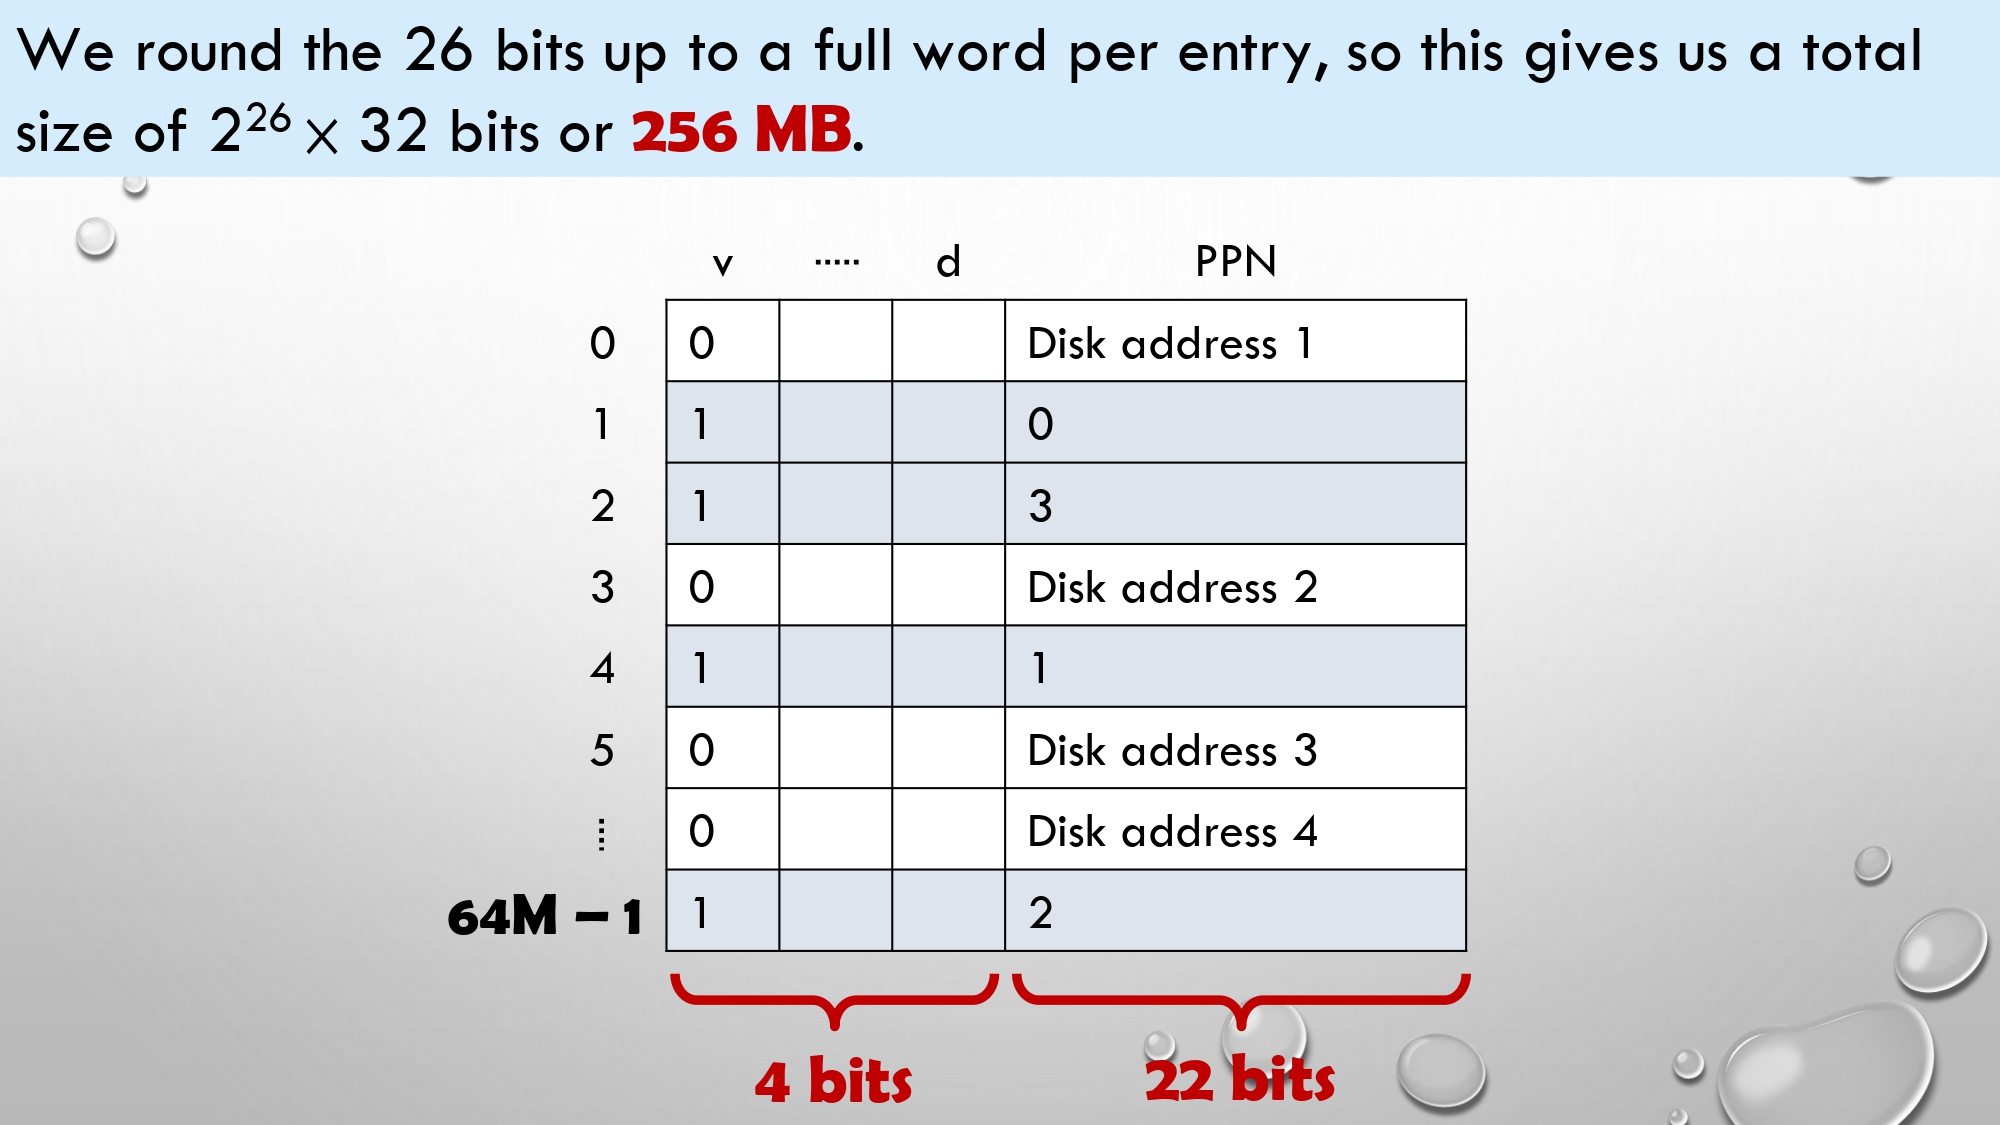 We round the 26 bits up to a full word per entry, so this gives us a total
size of 2²⁶ x 32 bits or 256 MB.
v ..... d PPN
0 0 Disk address 1
1 1 0
2 1 3
3 0 Disk address 2
4 1 1
5 0 Disk address 3
⁞ 0 Disk address 4
64M – 1 1 2
4 bits 22 bits